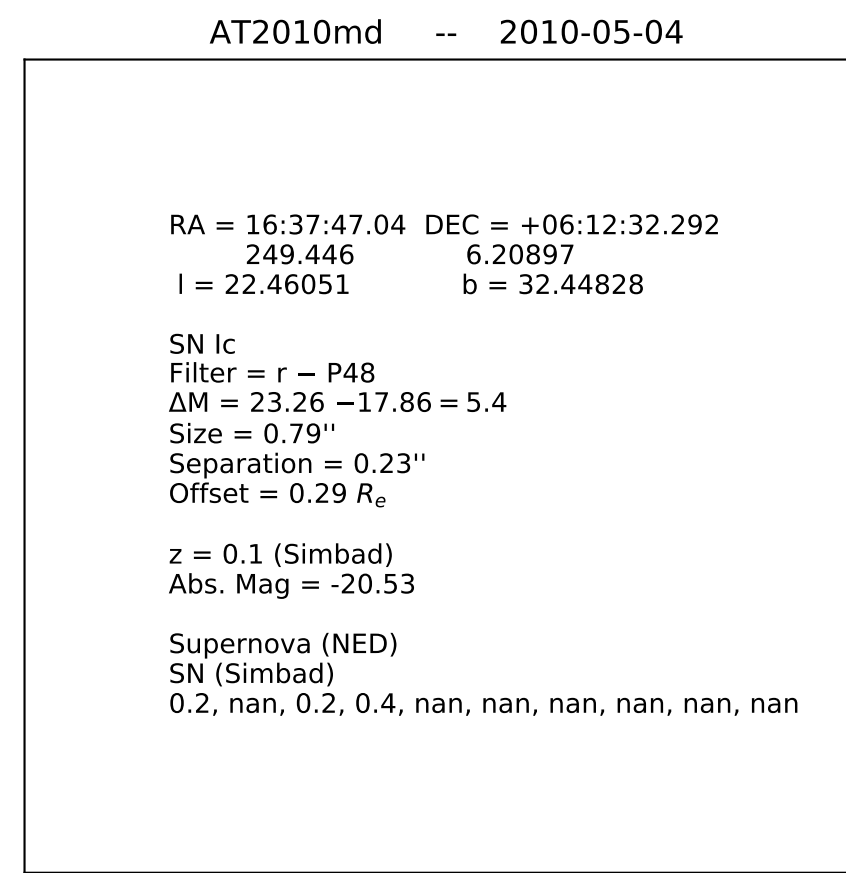 AT2010md -- 2010-05-04
RA = 16:37:47.04 DEC = +06:12:32.292
249.446 6.20897
l = 22.46051 b = 32.44828
SN Ic
Filter = r − P48
ΔM = 23.26 −17.86 = 5.4
Size = 0.79''
Separation = 0.23''
Offset = 0.29 Re
z = 0.1 (Simbad)
Abs. Mag = -20.53
Supernova (NED)
SN (Simbad)
0.2, nan, 0.2, 0.4, nan, nan, nan, nan, nan, nan